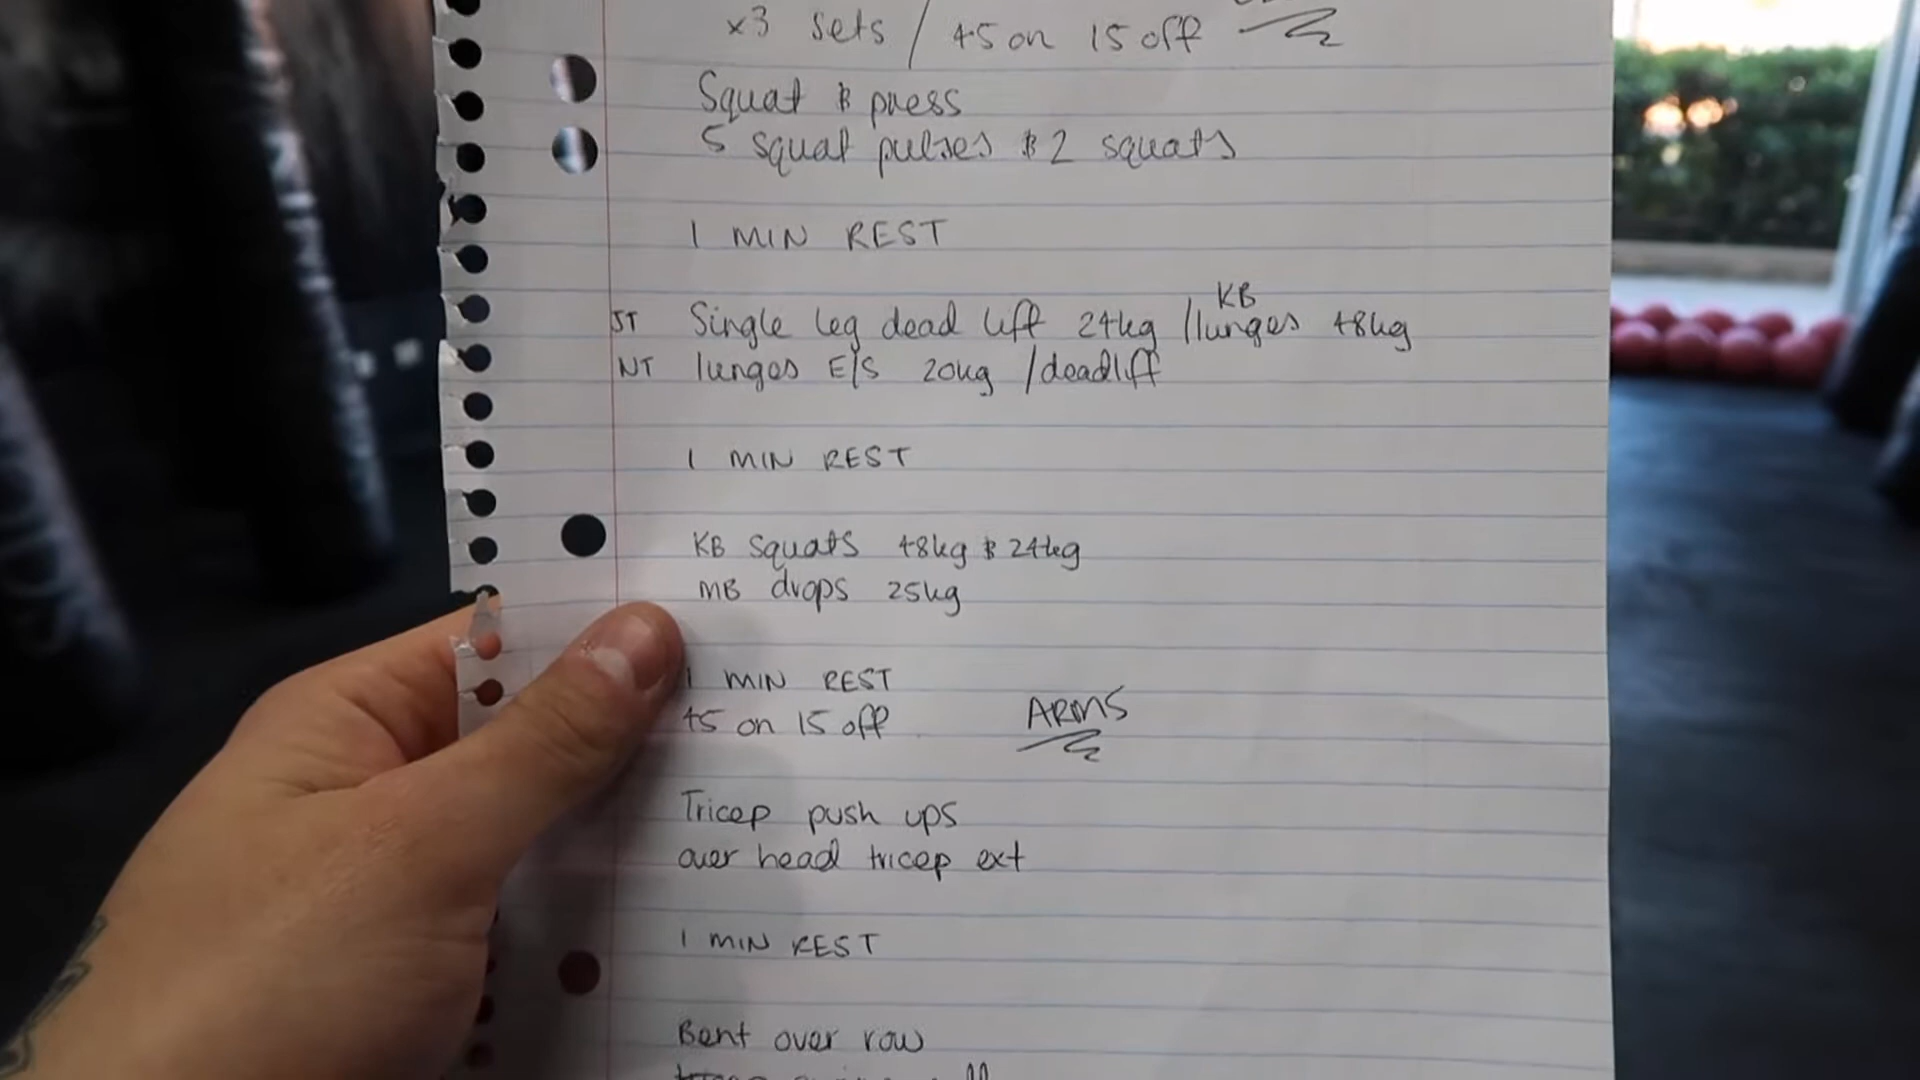 x3 sets / 45 on 15 off
Squat & press
5 squat pulses & 2 squats
1 MIN REST
ST Single leg dead lift 24kg / KB lunges 48kg
NT lunges E/S 20kg / deadlift
1 MIN REST
KB squats 48kg & 24kg
MB drops 25kg
1 MIN REST
45 on 15 off ARMS
Tricep push ups
over head tricep ext
1 MIN REST
Bent over row